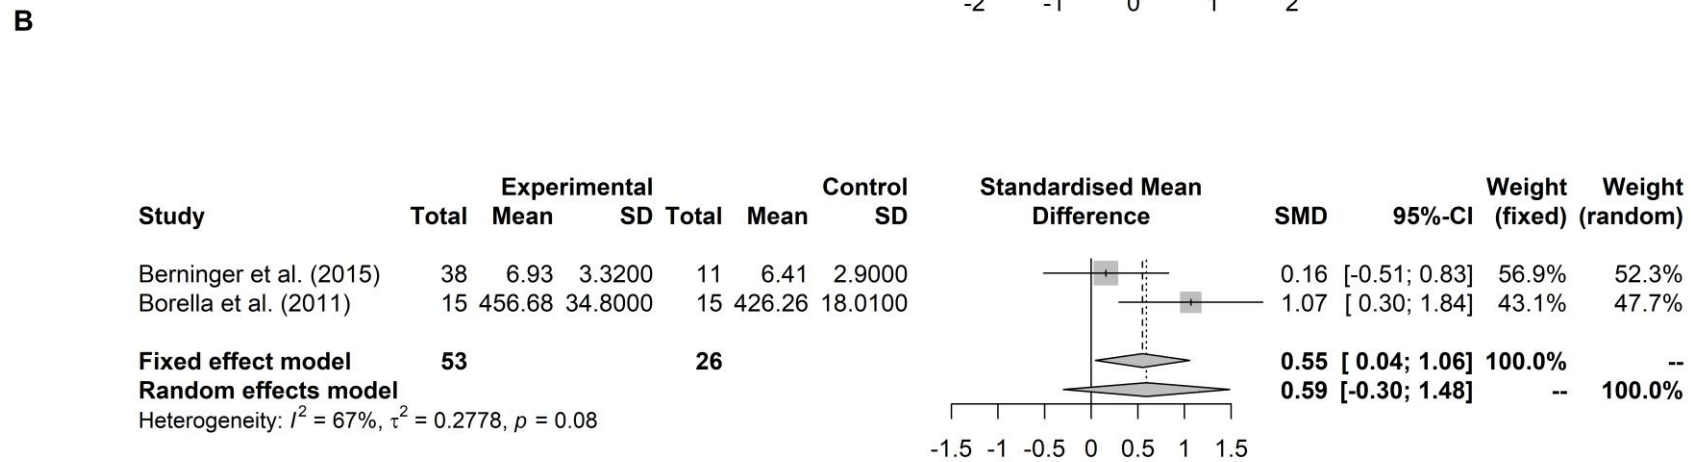 -2 -1 0 1 2
B
Experimental Control Standardised Mean Weight Weight
Study Total Mean SD Total Mean SD Difference SMD 95%-CI (fixed) (random)
Berninger et al. (2015) 38 6.93 3.3200 11 6.41 2.9000 0.16 [-0.51; 0.83] 56.9% 52.3%
Borella et al. (2011) 15 456.68 34.8000 15 426.26 18.0100 1.07 [ 0.30; 1.84] 43.1% 47.7%
Fixed effect model 53 26 0.55 [ 0.04; 1.06] 100.0% --
Random effects model 0.59 [-0.30; 1.48] -- 100.0%
Heterogeneity: I² = 67%, τ² = 0.2778, p = 0.08
-1.5 -1 -0.5 0 0.5 1 1.5